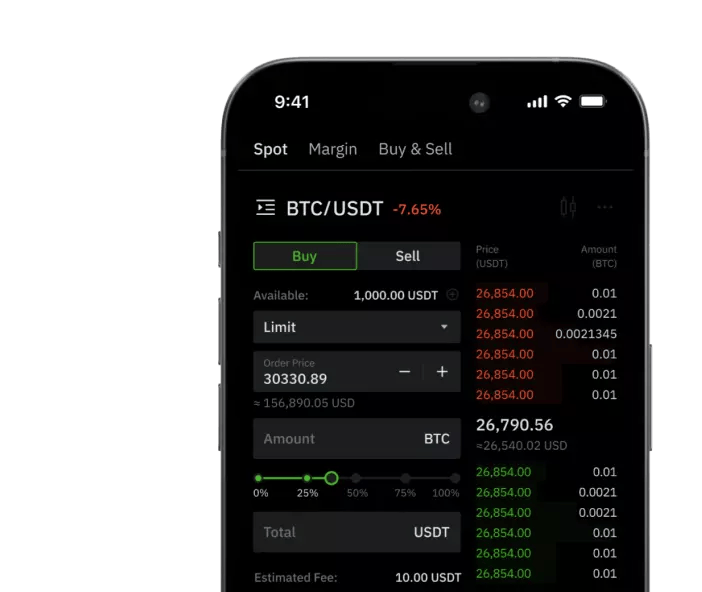 9:41
Spot Margin Buy & Sell
BTC/USDT -7.65%
Buy Sell
Available: 1,000.00 USDT
Limit
Order Price
30330.89
≈ 156,890.05 USD
Amount BTC
0% 25% 50% 75% 100%
Total USDT
Estimated Fee: 10.00 USDT
Price Amount
(USDT) (BTC)
26,854.00 0.01
26,854.00 0.0021
26,854.00 0.0021345
26,854.00 0.01
26,854.00 0.01
26,854.00 0.01
26,790.56
≈26,540.02 USD
26,854.00 0.01
26,854.00 0.0021
26,854.00 0.0021
26,854.00 0.01
26,854.00 0.01
26,854.00 0.01